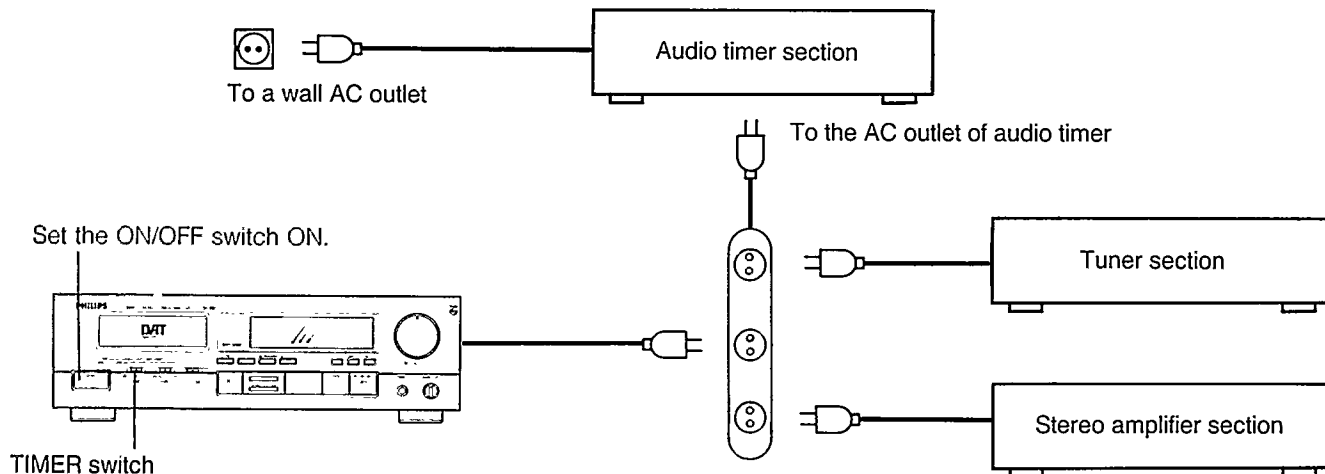 Audio timer section
To a wall AC outlet
To the AC outlet of audio timer
Set the ON/OFF switch ON.
Tuner section
PHILIPS
DAT
Stereo amplifier section
TIMER switch